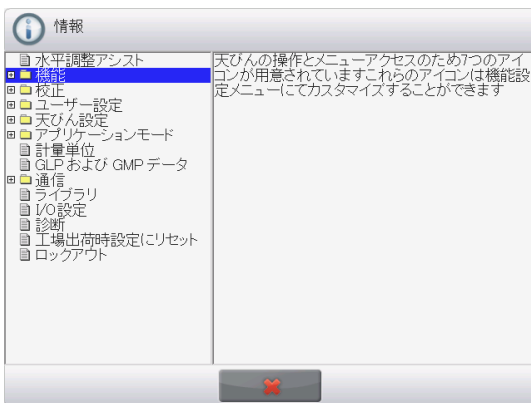 情報
水平調整アシスト
機能
校正
ユーザー設定
天びん設定
アプリケーションモード
計量単位
GLP および GMP データ
通信
ライブラリ
I/O設定
診断
工場出荷時設定にリセット
ロックアウト
天びんの操作とメニューアクセスのため7つのアイ
コンが用意されていますこれらのアイコンは機能設
定メニューにてカスタマイズすることができます